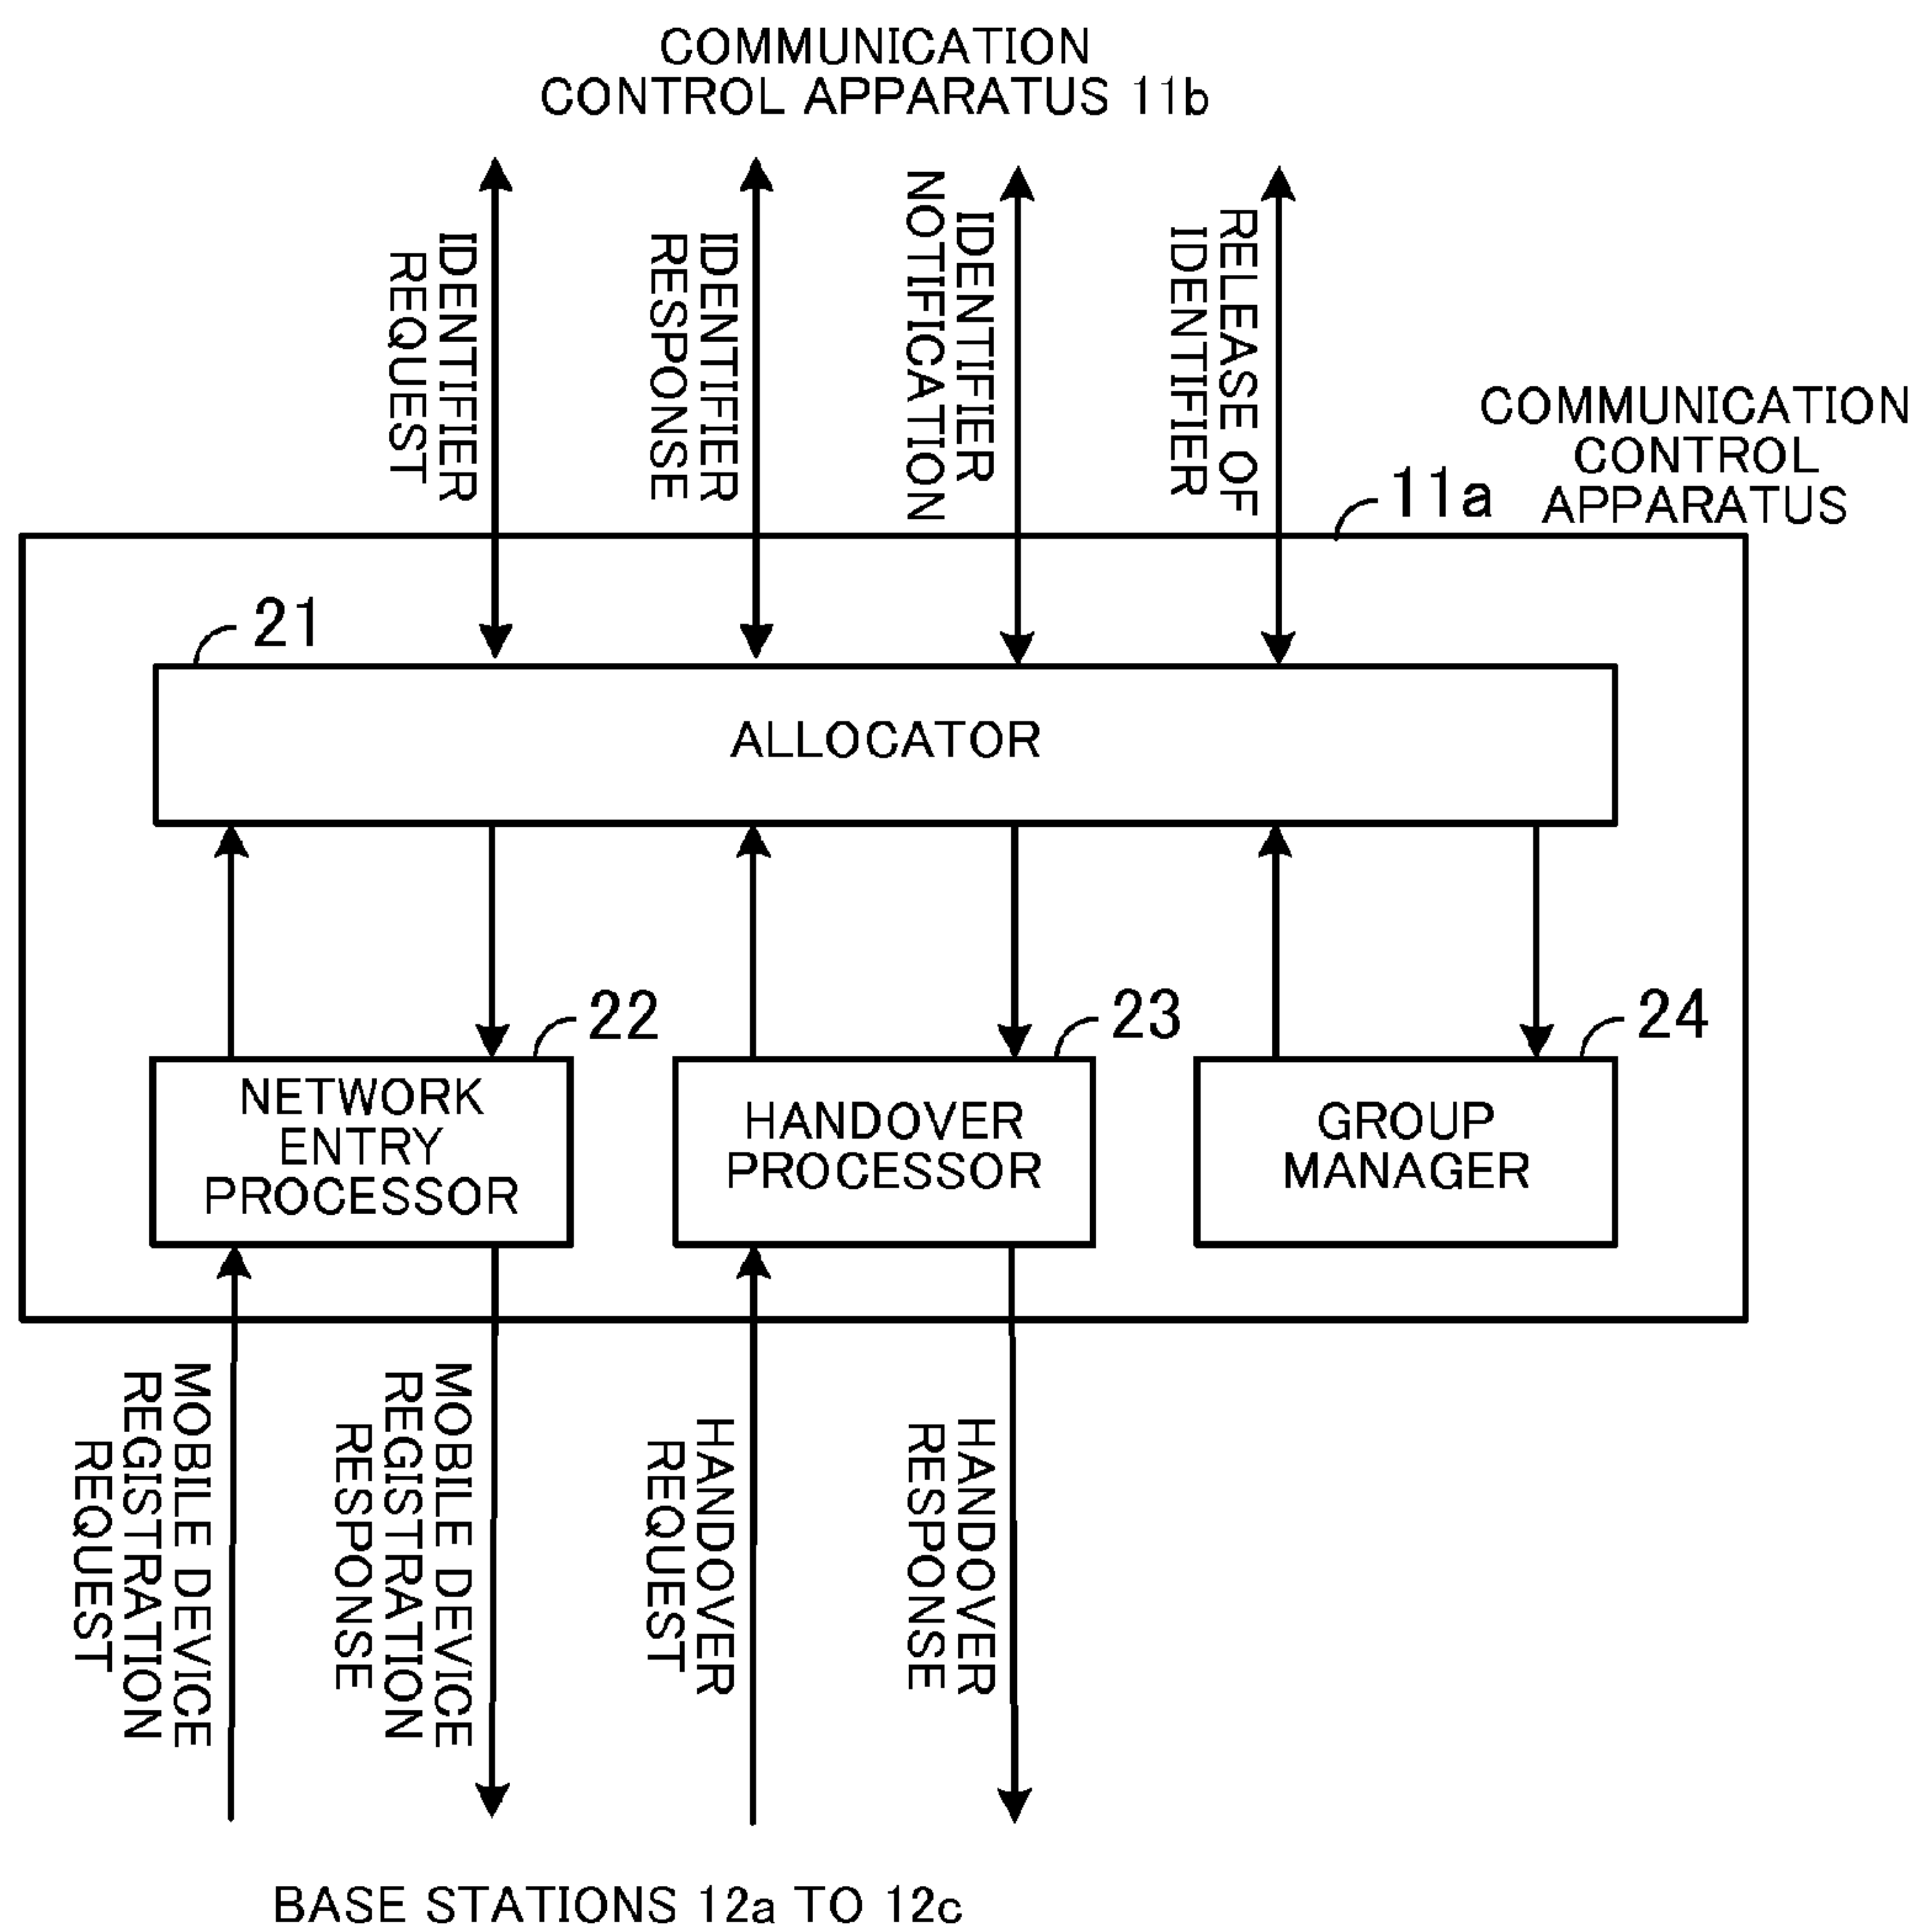 COMMUNICATION
CONTROL APPARATUS 11b
IDENTIFIER
REQUEST
IDENTIFIER
RESPONSE
IDENTIFIER
NOTIFICATION
RELEASE OF
IDENTIFIER
COMMUNICATION
CONTROL
APPARATUS
11a
21
ALLOCATOR
22
NETWORK
ENTRY
PROCESSOR
23
HANDOVER
PROCESSOR
24
GROUP
MANAGER
MOBILE DEVICE
REGISTRATION
REQUEST
MOBILE DEVICE
REGISTRATION
RESPONSE
HANDOVER
REQUEST
HANDOVER
RESPONSE
BASE STATIONS 12a TO 12c